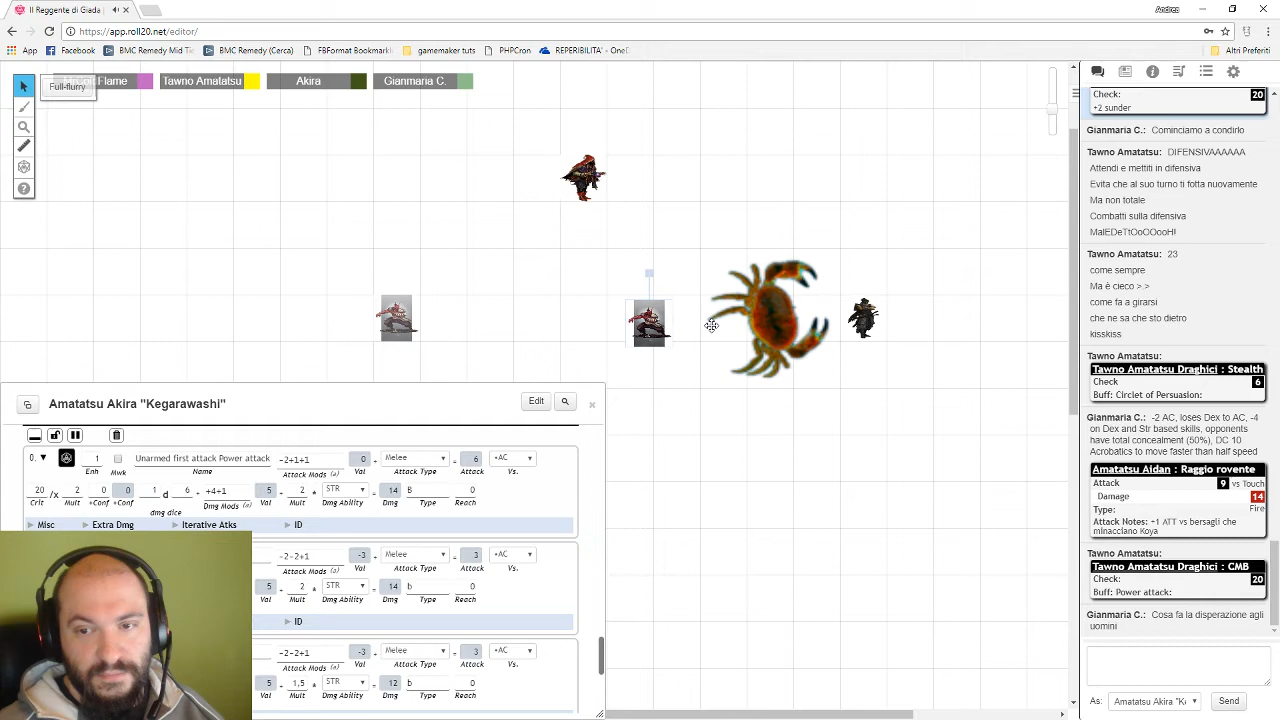 Il Reggente di Giada
Andrea
https://app.roll20.net/editor/
App
Facebook
BMC Remedy Mid Tie
BMC Remedy (Cerca)
FBFormat Bookmark
gamemaker tuts
PHPCron
REPERIBILITA' - OneD
Altri Preferiti
Flame
Tawno Amatatsu
Akira
Gianmaria C.
Full-flurry
Check: 20
+2 sunder
Gianmaria C.: Cominciamo a condirlo
Tawno Amatatsu: DIFENSIVAAAAAA
Attendi e mettiti in difensiva
Evita che al suo turno ti fotta nuovamente
Ma non totale
Combatti sulla difensiva
MalEDeTtOoOOooH!
Tawno Amatatsu: 23
come sempre
Ma è cieco >.>
come fa a girarsi
che ne sa che sto dietro
kisskiss
Tawno Amatatsu:
Tawno Amatatsu Draghici : Stealth
Check 6
Buff: Circlet of Persuasion:
Gianmaria C.: -2 AC, loses Dex to AC, -4
on Dex and Str based skills, opponents
have total concealment (50%), DC 10
Acrobatics to move faster than half speed
Amatatsu Aidan : Raggio rovente
Attack 9 vs Touch
Damage 14
Type: Fire
Attack Notes: +1 ATT vs bersagli che
minacciano Koya
Tawno Amatatsu:
Tawno Amatatsu Draghici : CMB
Check: 20
Buff: Power attack:
Gianmaria C.: Cosa fa la disperazione agli
uomini
As: Amatatsu Akira "Ke
Send
Amatatsu Akira "Kegarawashi"
Edit
0. 1 Unarmed first attack Power attack -2+1+1 0 + Melee = 6 +AC
Enh Mwk Name Attack Mods Val Attack Type Attack Vs.
20 /x 2 0 0 1 d 6 + +4+1 5 + 2 * STR = 14 B 0
Crit Mult +Conf +Conf dmg dice Dmg Mods Val Mult Dmg Ability Dmg Type Reach
Misc Extra Dmg Iterative Atks ID
-2-2+1 -3 + Melee = 3 +AC
Attack Mods Val Attack Type Attack Vs.
5 + 2 * STR = 14 b 0
Val Mult Dmg Ability Dmg Type Reach
ID
-2-2+1 -3 + Melee = 3 +AC
Attack Mods Val Attack Type Attack Vs.
5 + 1,5 * STR = 12 b 0
Val Mult Dmg Ability Dmg Type Reach